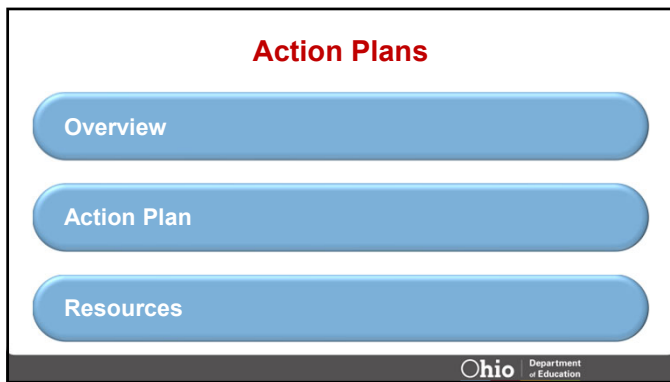 Action Plans
Overview
Action Plan
Resources
Ohio Department
of Education